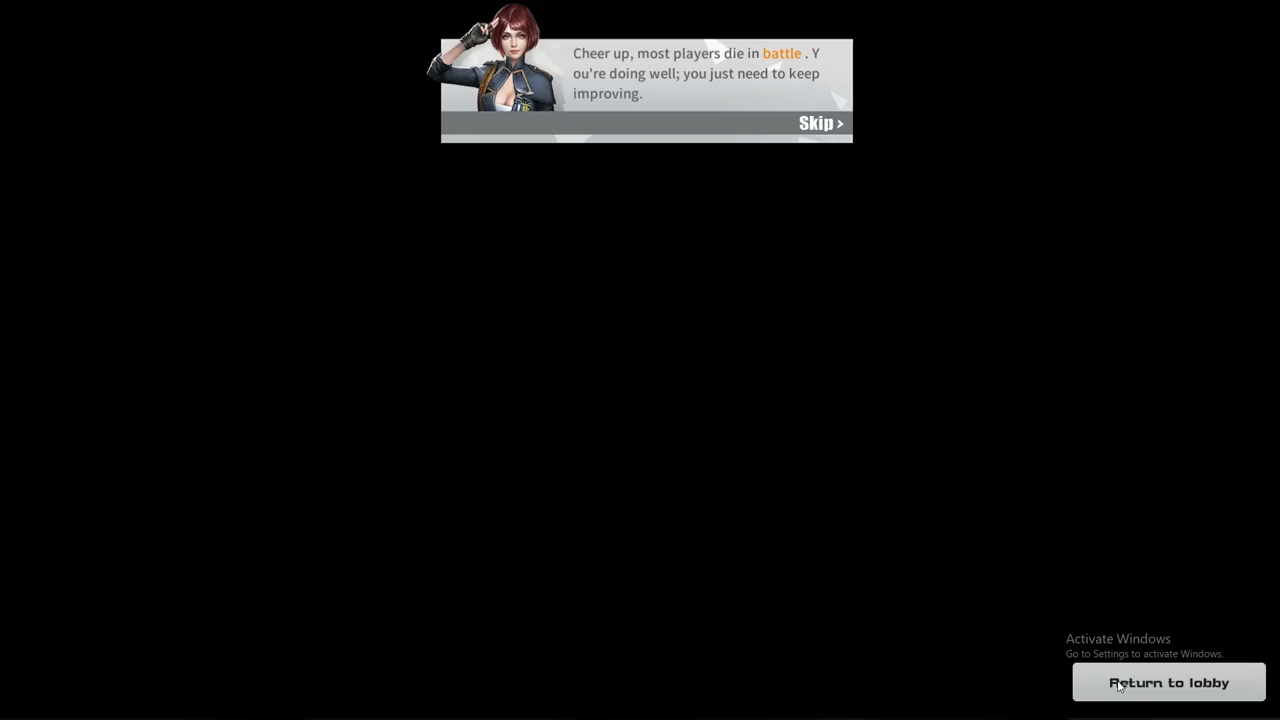 Cheer up, most players die in battle . Y
ou're doing well; you just need to keep
improving.
Skip >
Activate Windows
Go to Settings to activate Windows.
Return to lobby